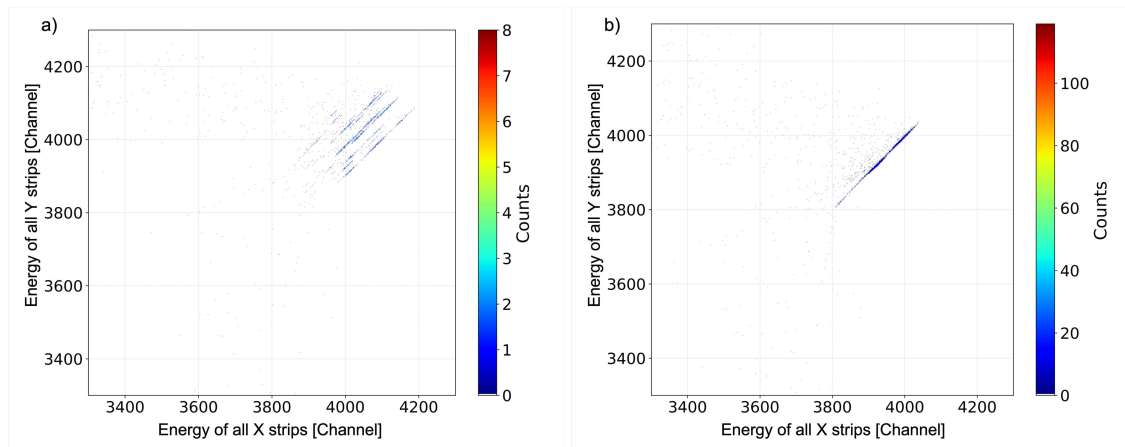 a)
Energy of all Y strips [Channel]
4200
4000
3800
3600
3400
3400 3600 3800 4000 4200
Energy of all X strips [Channel]
8
7
6
5
4
3
2
1
0
Counts
b)
Energy of all Y strips [Channel]
4200
4000
3800
3600
3400
3400 3600 3800 4000 4200
Energy of all X strips [Channel]
100
80
60
40
20
0
Counts